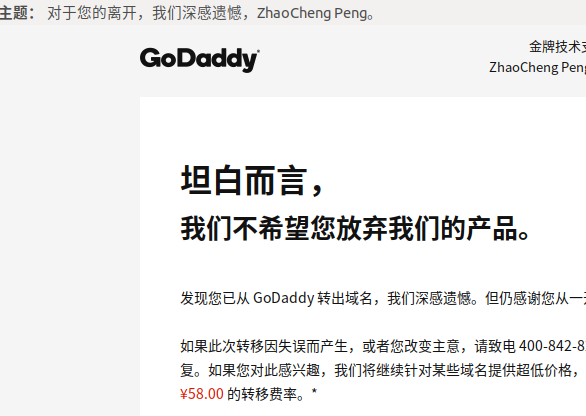 主题： 对于您的离开，我们深感遗憾，ZhaoCheng Peng。
GoDaddy
金牌技术
ZhaoCheng Peng
坦白而言，
我们不希望您放弃我们的产品。
发现您已从 GoDaddy 转出域名，我们深感遗憾。但仍感谢您从一
如果此次转移因失误而产生，或者您改变主意，请致电 400-842-8
复。如果您对此感兴趣，我们将继续针对某些域名提供超低价格，
¥58.00 的转移费率。*